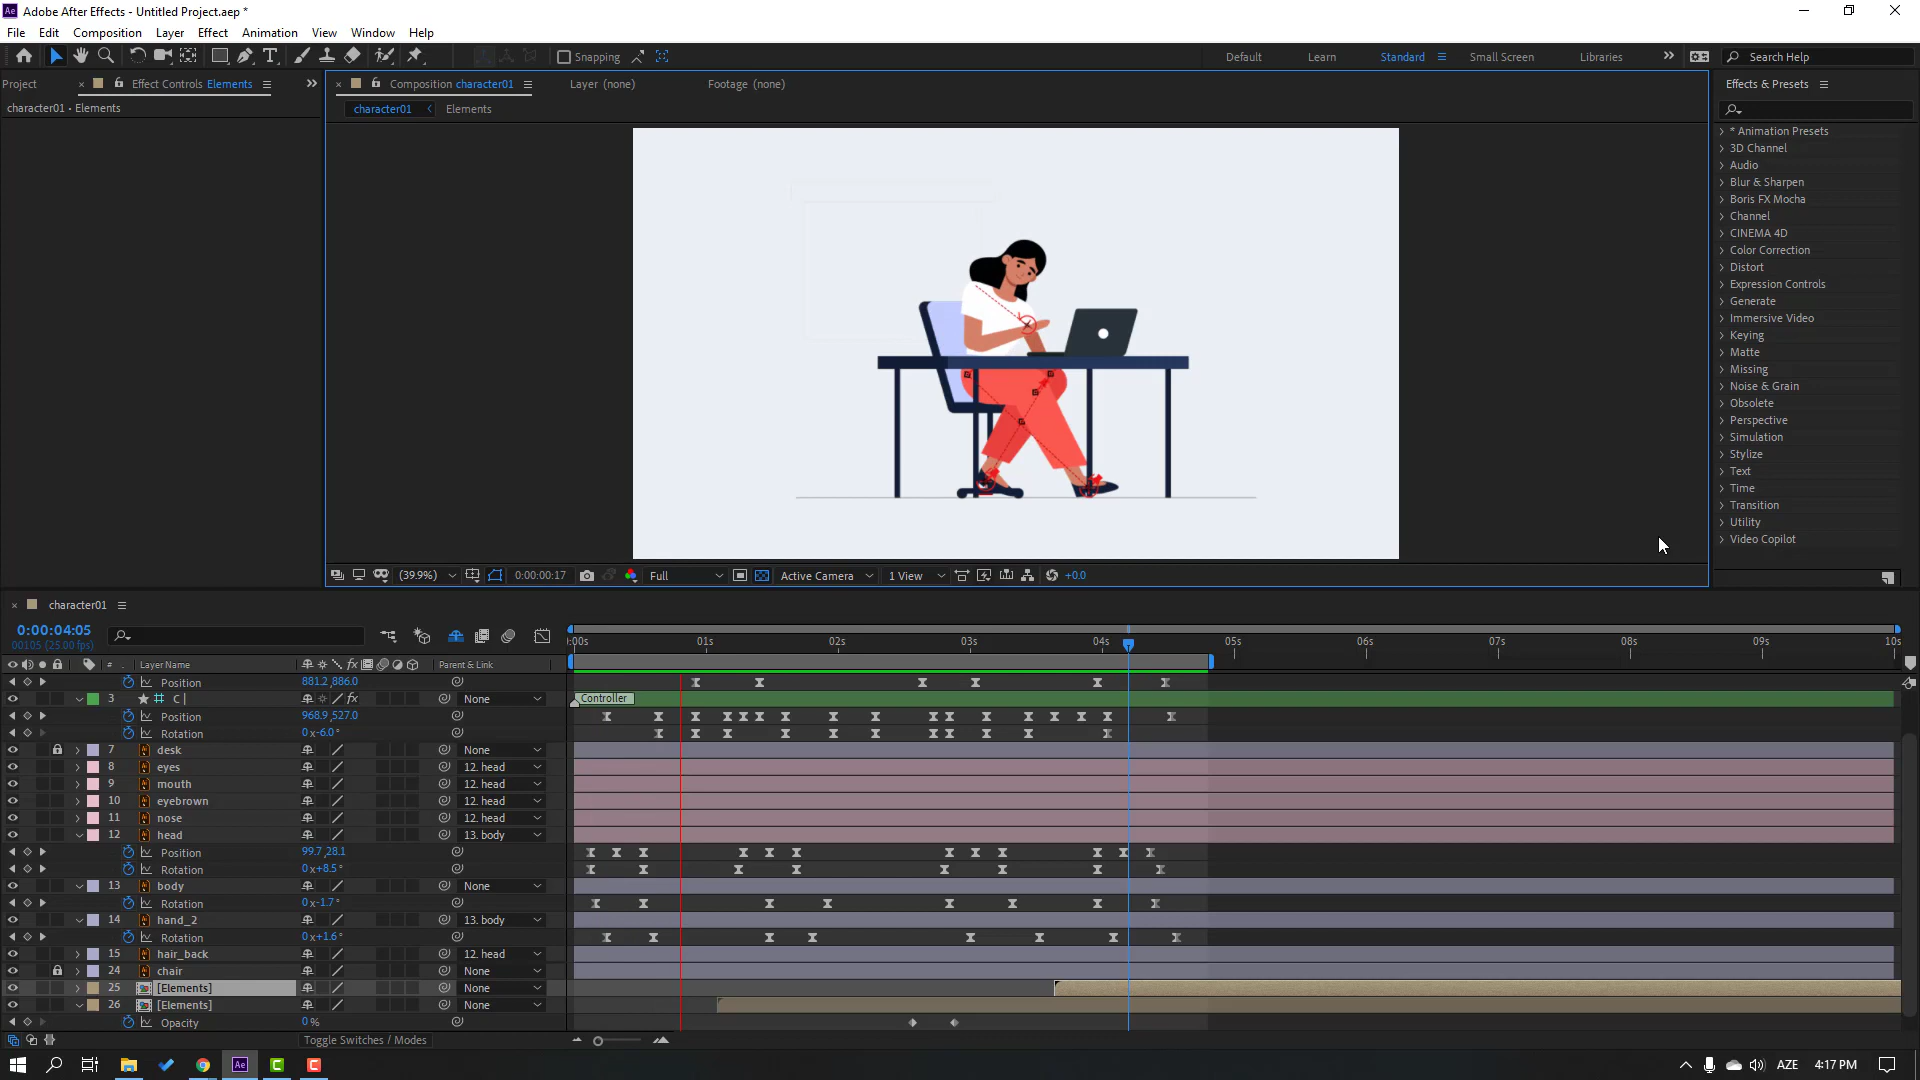 Ae Adobe After Effects - Untitled Project.aep *
File Edit Composition Layer Effect Animation View Window Help
Snapping Default Learn Standard Small Screen Libraries Search Help
Project × Effect Controls Elements × Composition character01 Layer (none) Footage (none) Effects & Presets
character01 • Elements character01 Elements
* Animation Presets
3D Channel
Audio
Blur & Sharpen
Boris FX Mocha
Channel
CINEMA 4D
Color Correction
Distort
Expression Controls
Generate
Immersive Video
Keying
Matte
Missing
Noise & Grain
Obsolete
Perspective
Simulation
Stylize
Text
Time
Transition
Utility
Video Copilot
(39.9%) 0:00:00:17 Full Active Camera 1 View +0.0
× character01
0:00:04:05
00105 (25.00 fps)
:00s 01s 02s 03s 04s 05s 06s 07s 08s 09s 10s
# Layer Name fx Parent & Link
Position 881.2,886.0
3 C | fx None Controller
Position 968.9,527.0
Rotation 0x-6.0°
7 desk None
8 eyes 12. head
9 mouth 12. head
10 eyebrown 12. head
11 nose 12. head
12 head 13. body
Position 99.7,28.1
Rotation 0x+8.5°
13 body None
Rotation 0x-1.7°
14 hand_2 13. body
Rotation 0x+1.6°
15 hair_back 12. head
24 chair None
25 [Elements] None
26 [Elements] None
Opacity 0%
Toggle Switches / Modes
Ae C C AZE 4:17 PM